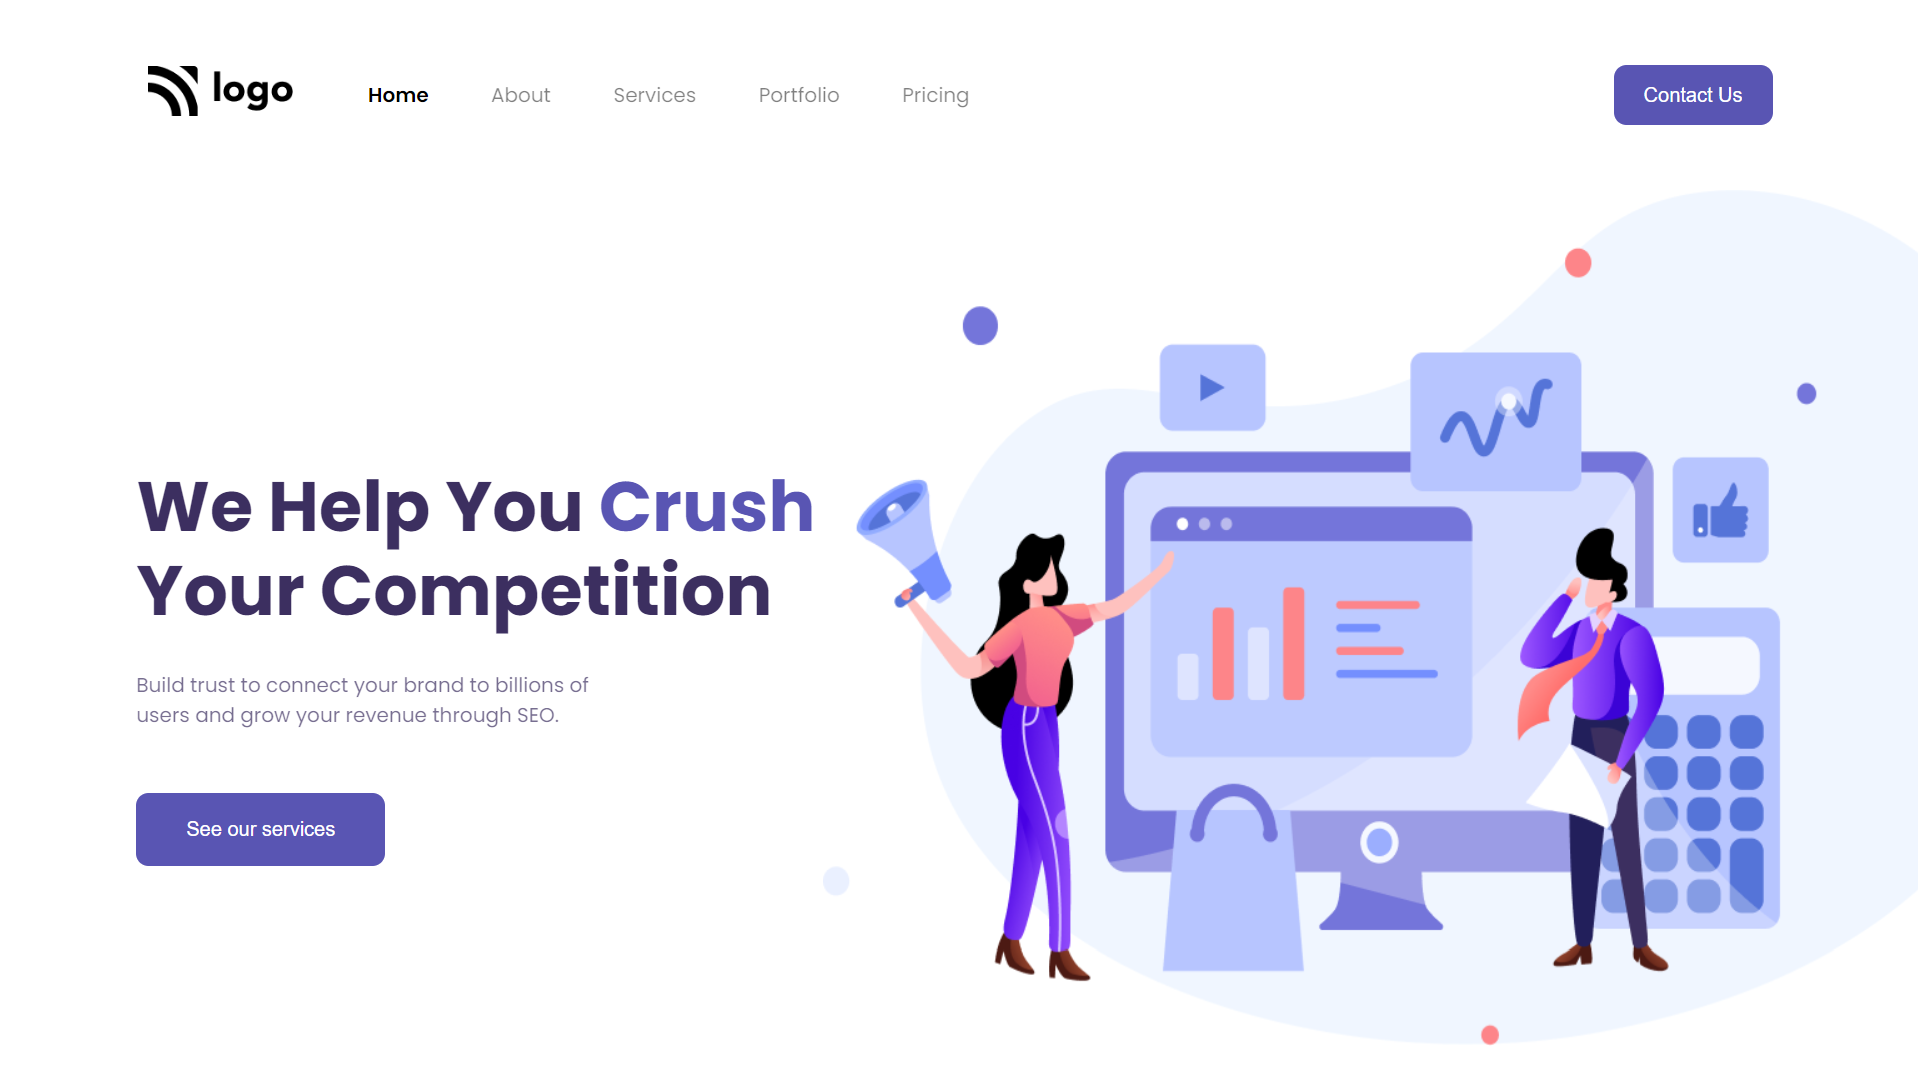 logo
Home About Services Portfolio Pricing
Contact Us
We Help You Crush
Your Competition
Build trust to connect your brand to billions of
users and grow your revenue through SEO.
See our services